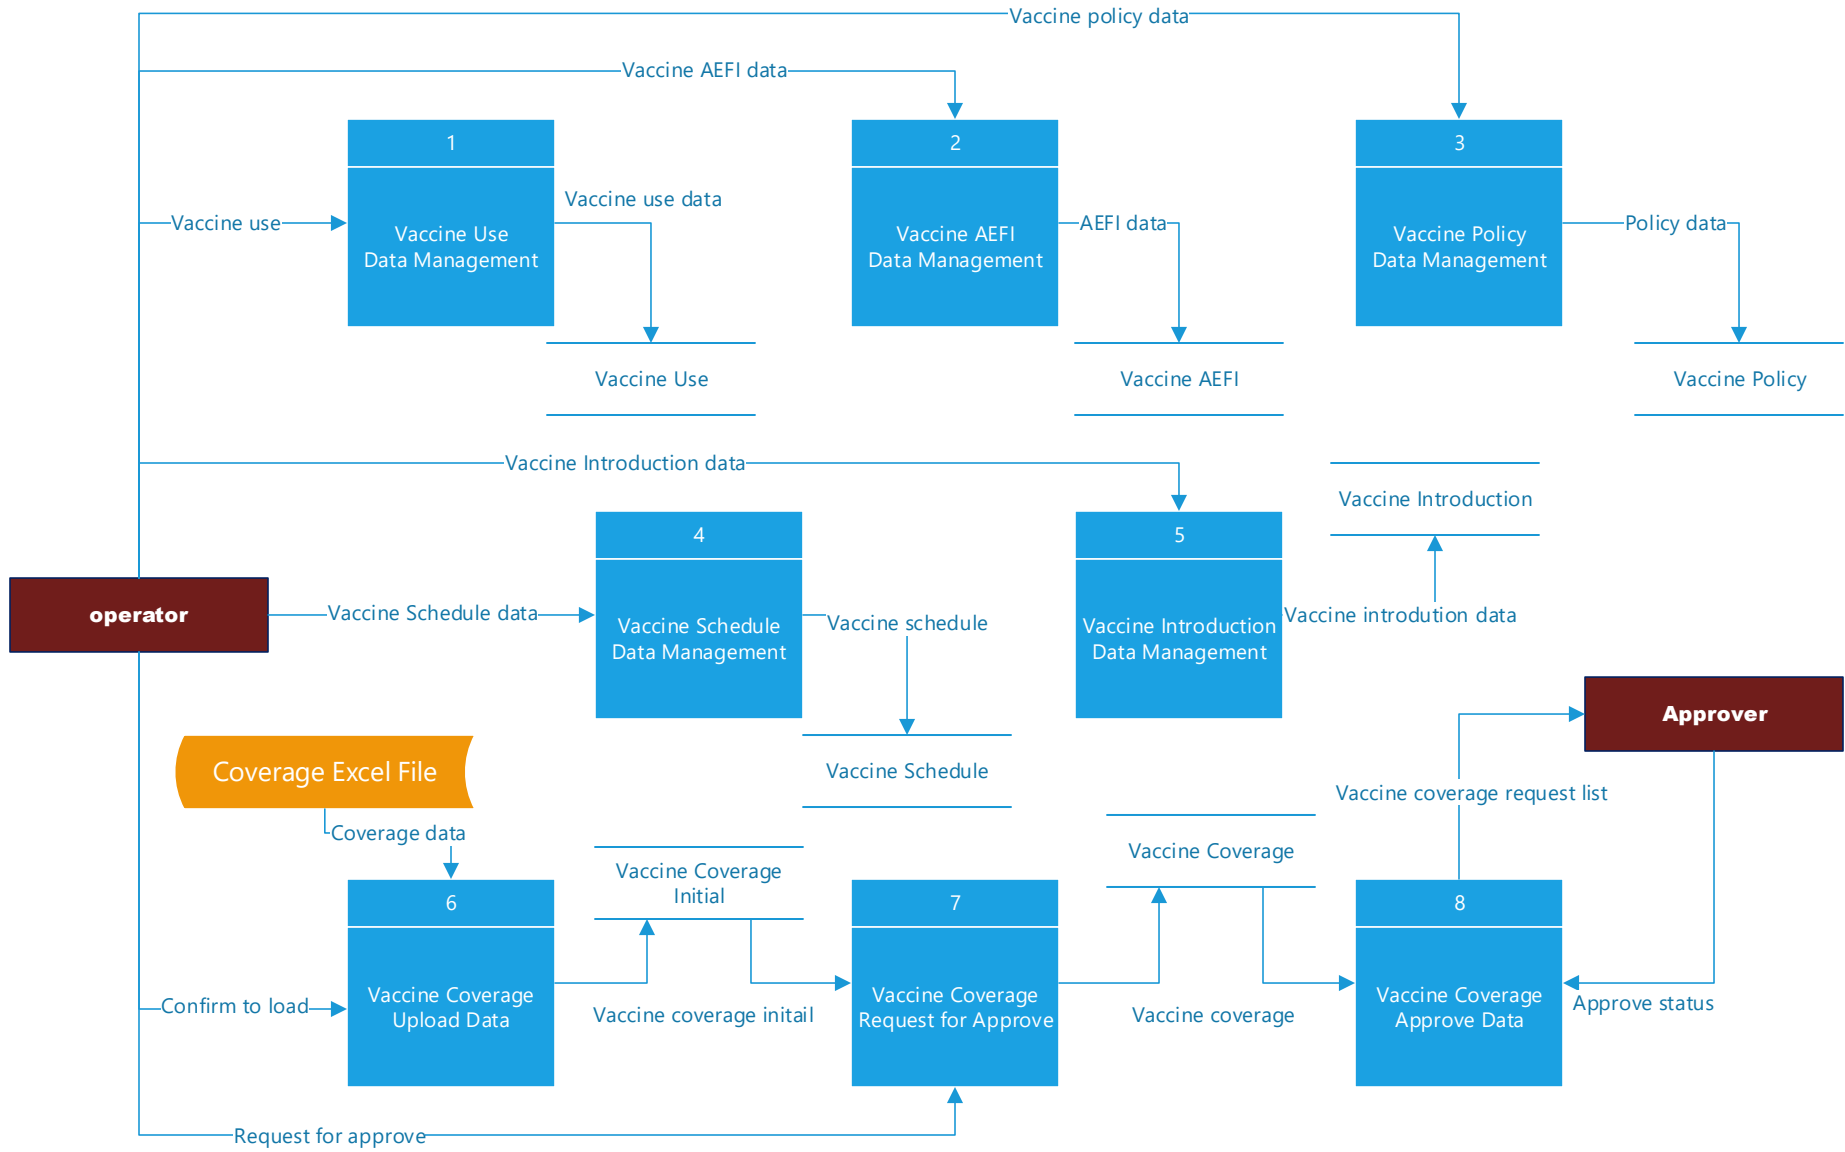 Vaccine policy data
Vaccine AEFI data
1
2
3
Vaccine use data
Vaccine use
Vaccine Use
Data Management
AEFI data
Vaccine AEFI
Data Management
Policy data
Vaccine Policy
Data Management
Vaccine Use
Vaccine AEFI
Vaccine Policy
Vaccine Introduction data
Vaccine Introduction
4
5
operator
Vaccine Schedule data
Vaccine Schedule
Data Management
Vaccine schedule
Vaccine Introduction
Data Management
Vaccine introdution data
Approver
Coverage Excel File
Vaccine Schedule
Vaccine coverage request list
Coverage data
Vaccine Coverage
Initial
Vaccine Coverage
6
7
8
Confirm to load
Vaccine Coverage
Upload Data
Vaccine coverage initail
Vaccine Coverage
Request for Approve
Vaccine coverage
Vaccine Coverage
Approve Data
Approve status
Request for approve